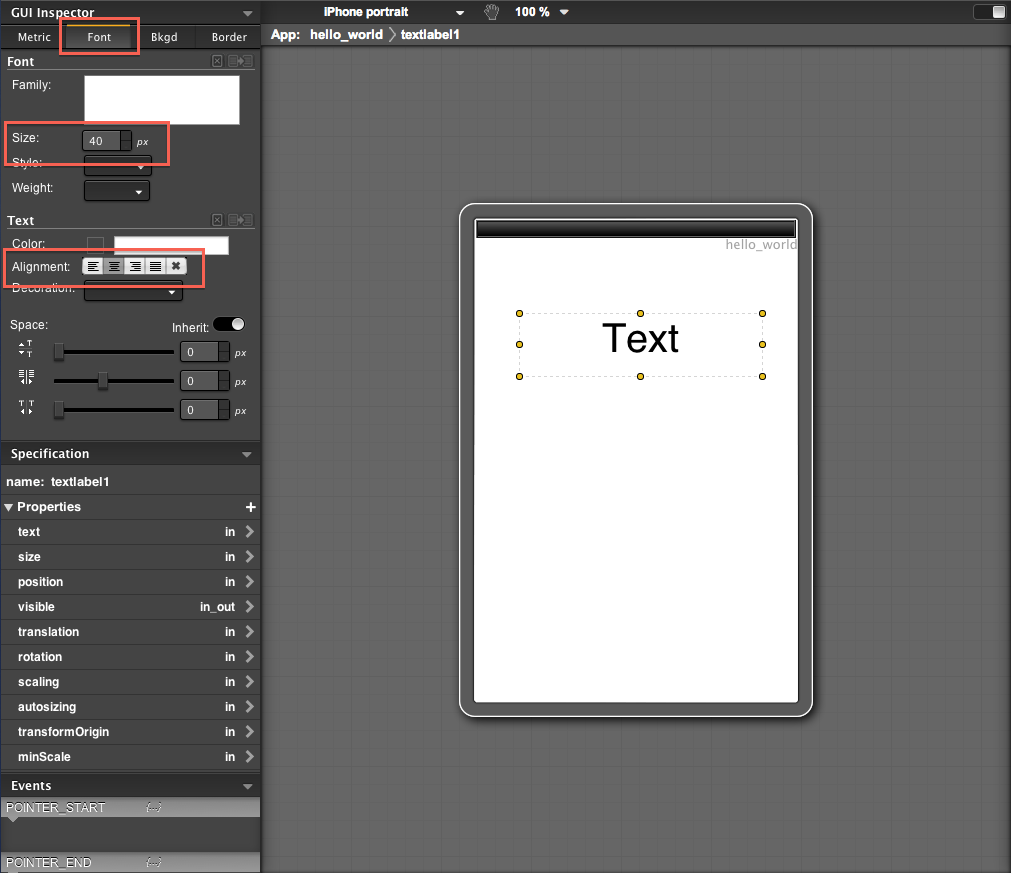 GUI Inspector
iPhone portrait
100 %
Metric
Font
Bkgd
Border
App: hello_world textlabel1
Font
Family:
Size:
40
px
Style:
Weight:
Text
Color:
Alignment:
Decoration:
Space:
Inherit:
0
px
0
px
0
px
hello_world
Text
Specification
name: textlabel1
Properties
+
text in
size in
position in
visible in_out
translation in
rotation in
scaling in
autosizing in
transformOrigin in
minScale in
Events
POINTER_START {...}
POINTER_END {...}